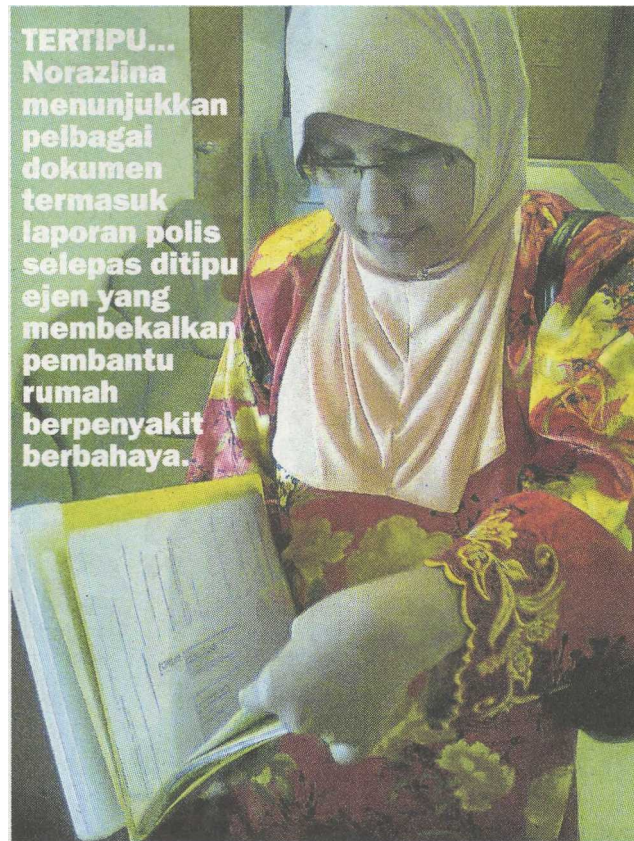 TERTIPU...
Norazlina
menunjukkan
pelbagai
dokumen
termasuk
laporan polis
selepas ditipu
ejen yang
membekalkan
pembantu
rumah
berpenyakit
berbahaya.